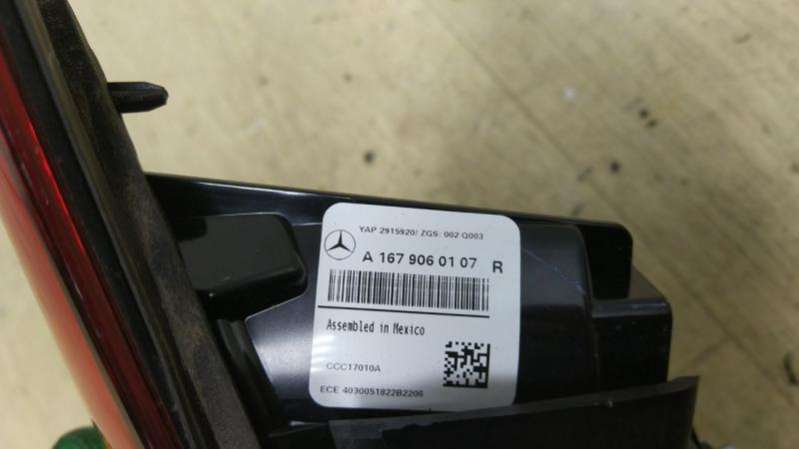 YAP 2915920/ ZGS: 002 Q003
A 167 906 01 07 R
Assembled in Mexico
CCC17010A
ECE 4030051822B2206